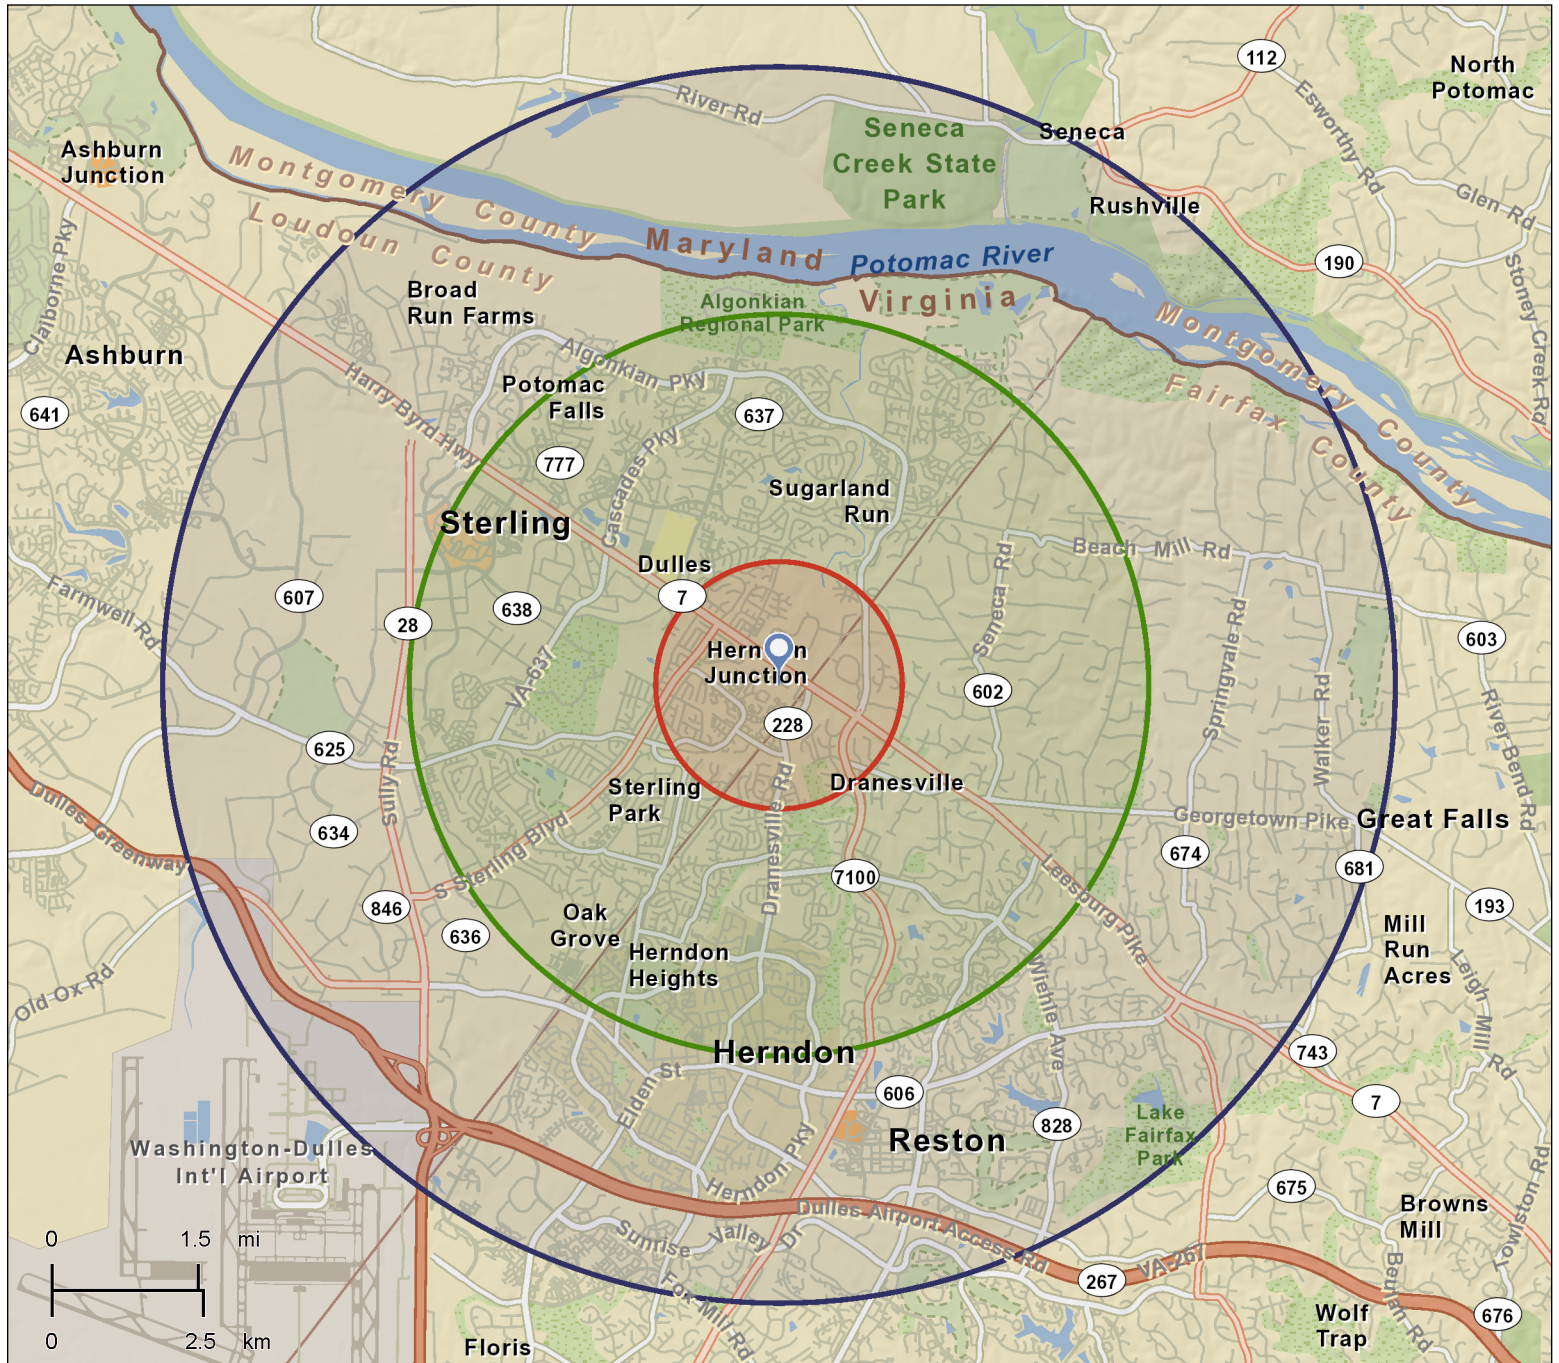 112
North
Potomac
River Rd
Esworthy Rd
Seneca
Creek State
Park
Seneca
Ashburn
Junction
Montgomery County
Glen Rd
Rushville
Loudoun County
Maryland
Potomac River
190
Claiborne Pky
Broad
Run Farms
Algonkian
Regional Park
Virginia
Stoney Creek Rd
Montgomery County
Ashburn
Harry Byrd Hwy
Algonkian Pky
Potomac
Falls
Fairfax County
641
637
777
Cascades Pky
Sugarland
Run
Sterling
Beach Mill Rd
Seneca Rd
Dulles
7
Farmwell Rd
607
638
28
Springvale Rd
603
Herndon
Junction
VA-637
602
Walker Rd
River Bend Rd
228
625
Sully Rd
Dranesville
Sterling
Park
Dulles Greenway
634
Georgetown Pike
Great Falls
Dranesville Rd
674
681
S Sterling Blvd
7100
Leesburg Pike
846
193
636
Oak
Grove
Herndon
Heights
Mill
Run
Acres
Old Ox Rd
Wiehle Ave
Leigh Mill Rd
Herndon
743
Elden St
606
7
Lake
Fairfax
Park
828
Reston
Washington-Dulles
Int'l Airport
Herndon Pky
675
Browns
Mill
Towlston Rd
Dulles Airport Access Rd
Sunrise Valley Dr
0 1.5 mi
VA-267
267
Beulah Rd
Fox Mill Rd
676
Wolf
Trap
0 2.5 km
Floris